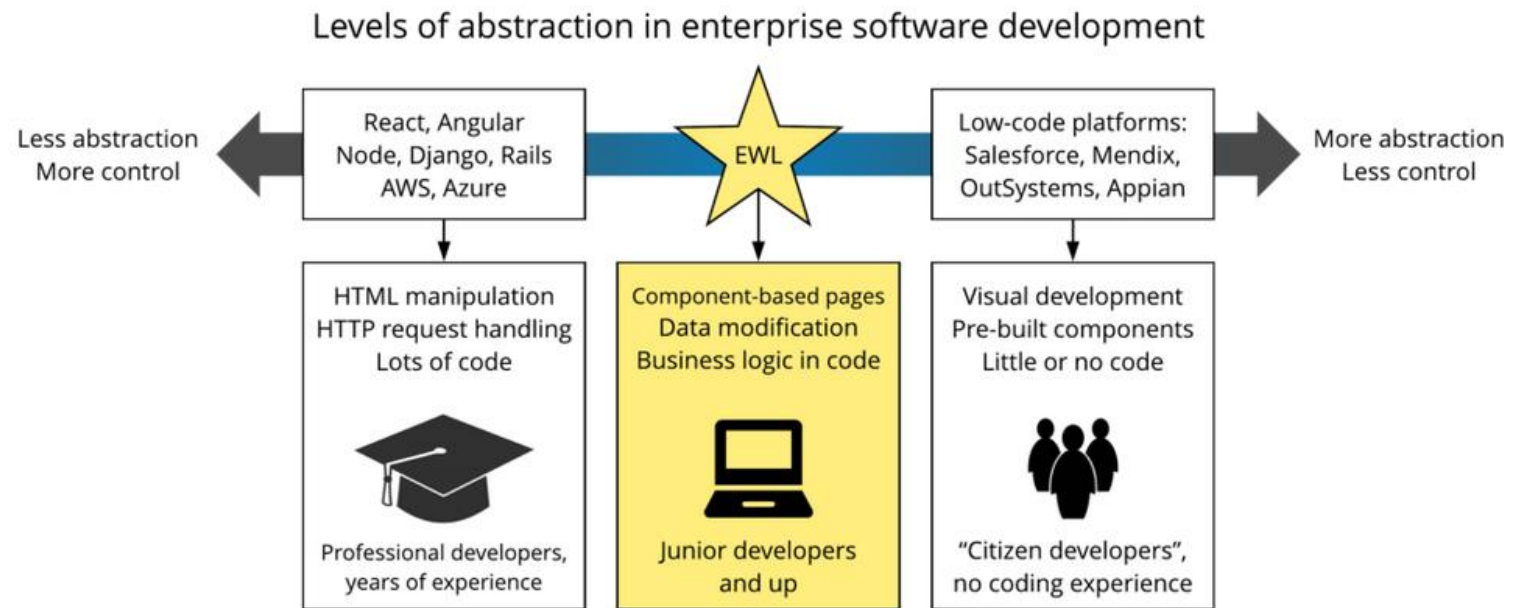 Levels of abstraction in enterprise software development
Less abstraction
More control
React, Angular
Node, Django, Rails
AWS, Azure
EWL
Low-code platforms:
Salesforce, Mendix,
OutSystems, Appian
More abstraction
Less control
HTML manipulation
HTTP request handling
Lots of code
Professional developers,
years of experience
Component-based pages
Data modification
Business logic in code
Junior developers
and up
Visual development
Pre-built components
Little or no code
“Citizen developers”,
no coding experience